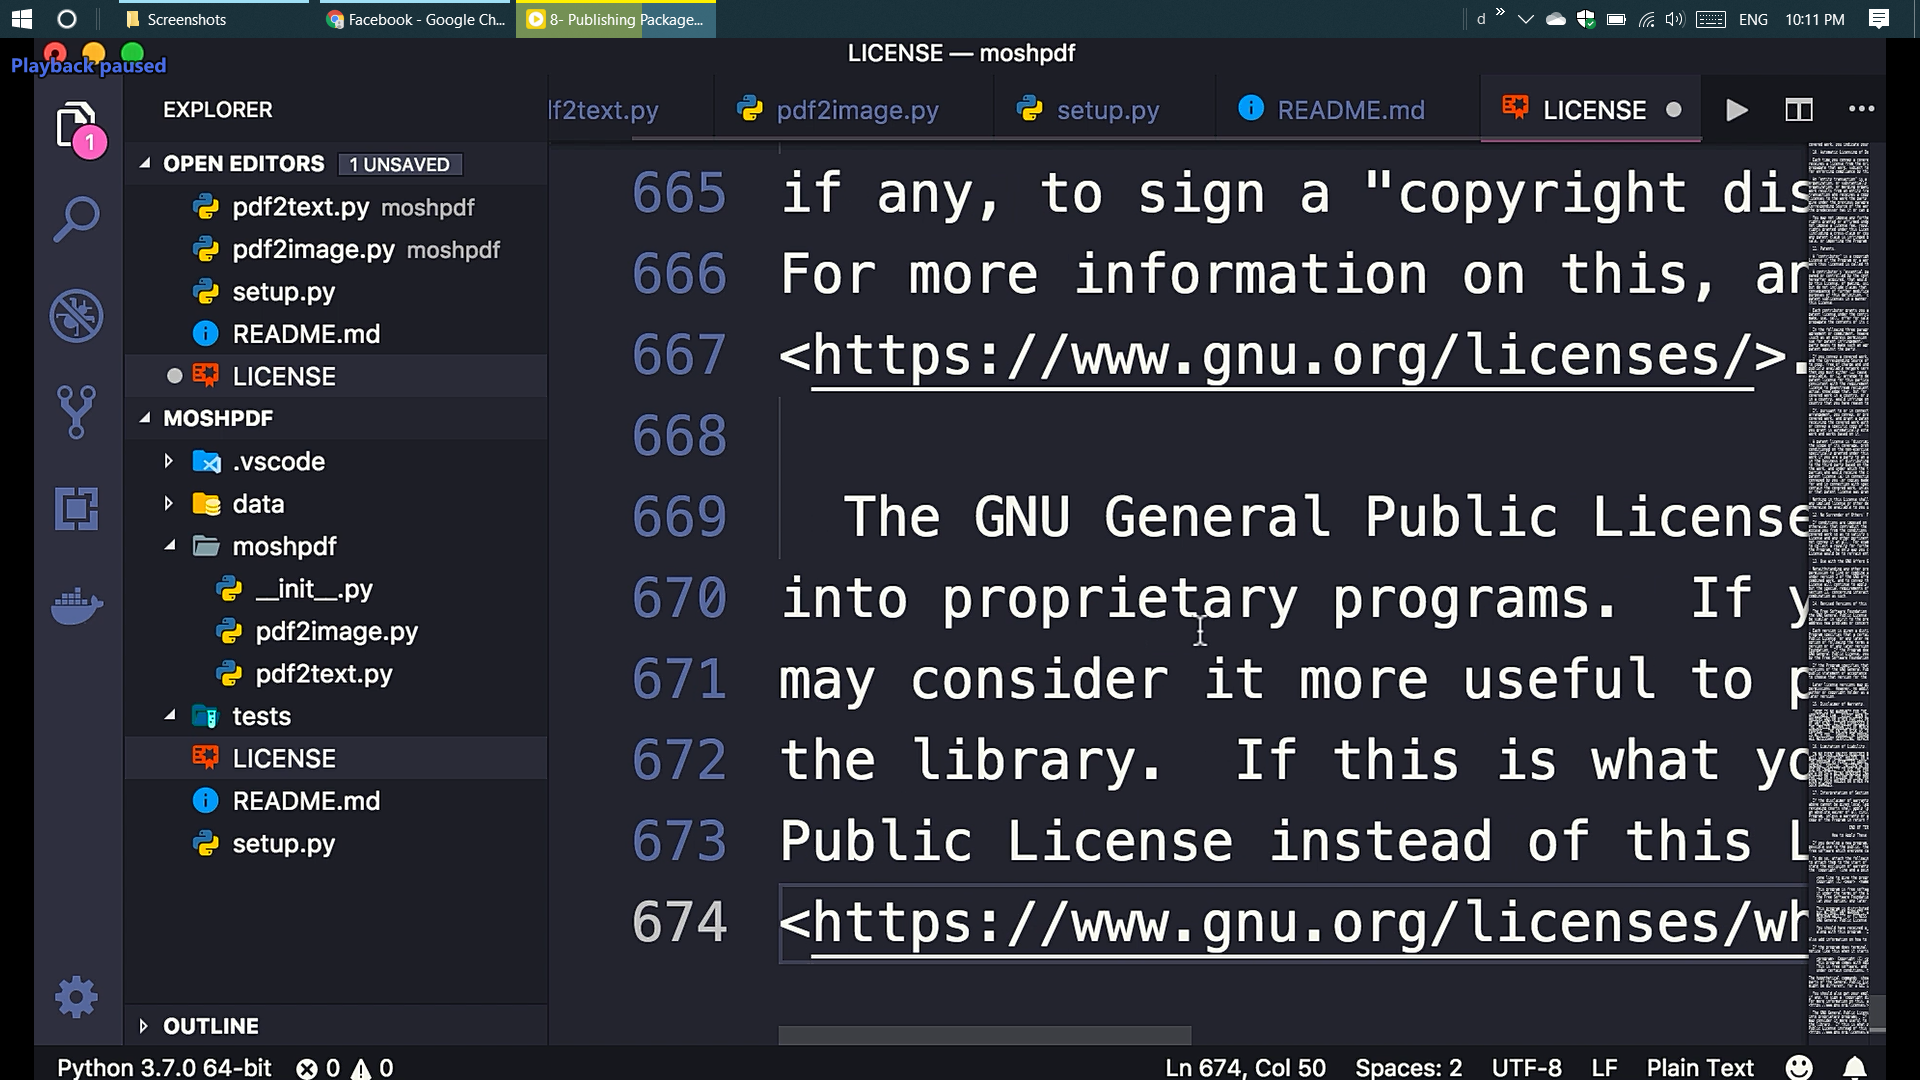 Screenshots
Facebook - Google Ch...
8- Publishing Package...
d
ENG
10:11 PM
LICENSE — moshpdf
Playback paused
EXPLORER
f2text.py
pdf2image.py
setup.py
README.md
LICENSE
1
OPEN EDITORS
1 UNSAVED
pdf2text.py moshpdf
pdf2image.py moshpdf
setup.py
README.md
LICENSE
MOSHPDF
.vscode
data
moshpdf
__init__.py
pdf2image.py
pdf2text.py
tests
LICENSE
README.md
setup.py
OUTLINE
665 if any, to sign a "copyright dis
666 For more information on this, an
667 <https://www.gnu.org/licenses/>.
668
669 The GNU General Public License
670 into proprietary programs. If y
671 may consider it more useful to p
672 the library. If this is what yo
673 Public License instead of this L
674 <https://www.gnu.org/licenses/wh
Python 3.7.0 64-bit
0
0
Ln 674, Col 50
Spaces: 2
UTF-8
LF
Plain Text